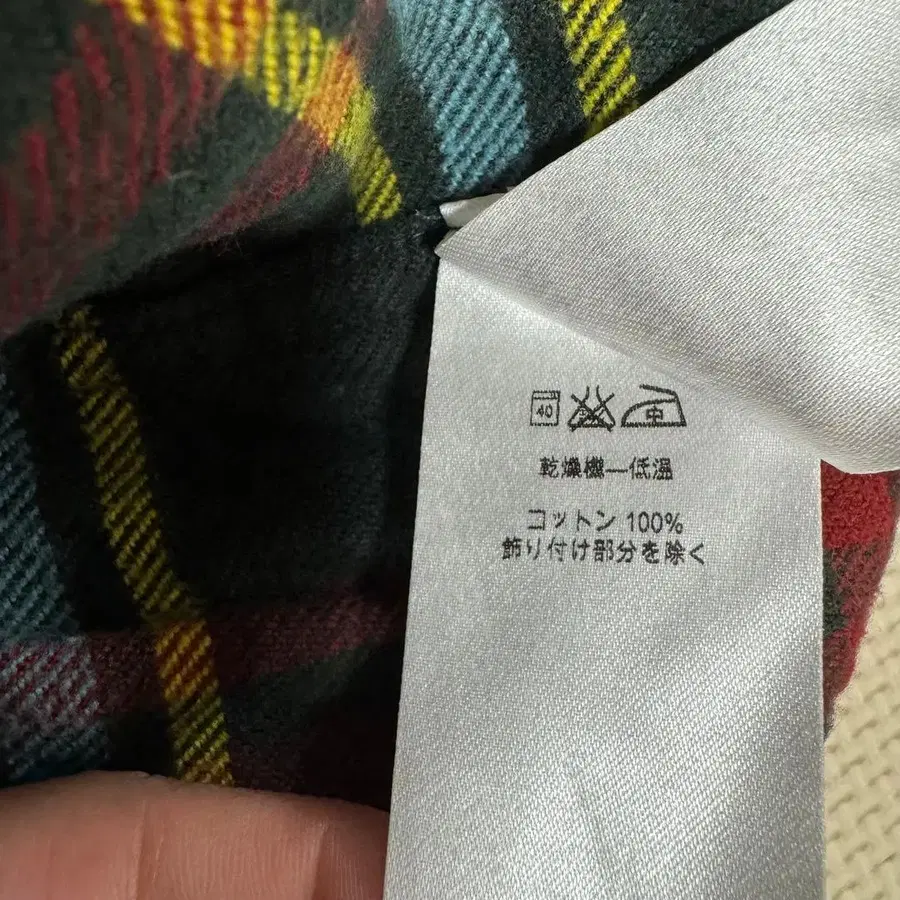 40 中
乾燥機—低温
コットン 100%
飾り付け部分を除く